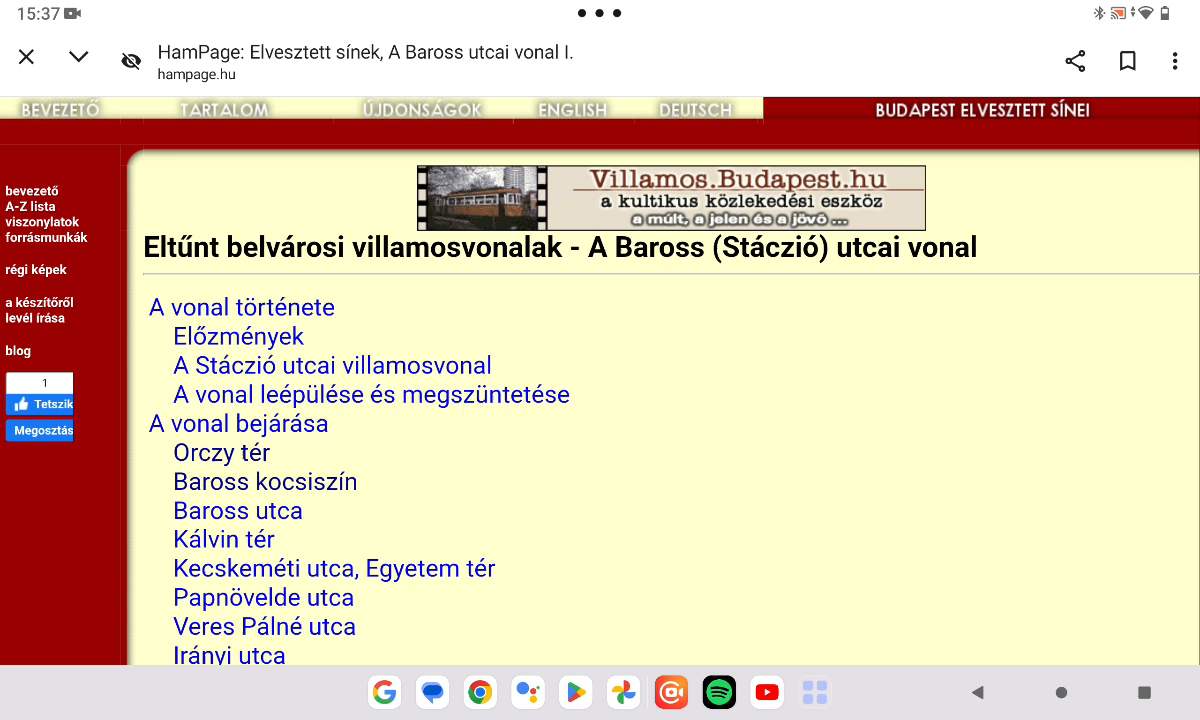 15:37
HamPage: Elvesztett sínek, A Baross utcai vonal I.
hampage.hu
BEVEZETŐ TARTALOM ÚJDONSÁGOK ENGLISH DEUTSCH BUDAPEST ELVESZTETT SÍNEI
bevezető
A-Z lista
viszonylatok
forrásmunkák
régi képek
a készítőről
levél írása
blog
1
Tetszik
Megosztás
Villamos.Budapest.hu
a kultikus közlekedési eszköz
a múlt, a jelen és a jövő ...
Eltűnt belvárosi villamosvonalak - A Baross (Stáczió) utcai vonal
A vonal története
Előzmények
A Stáczió utcai villamosvonal
A vonal leépülése és megszüntetése
A vonal bejárása
Orczy tér
Baross kocsiszín
Baross utca
Kálvin tér
Kecskeméti utca, Egyetem tér
Papnövelde utca
Veres Pálné utca
Irányi utca